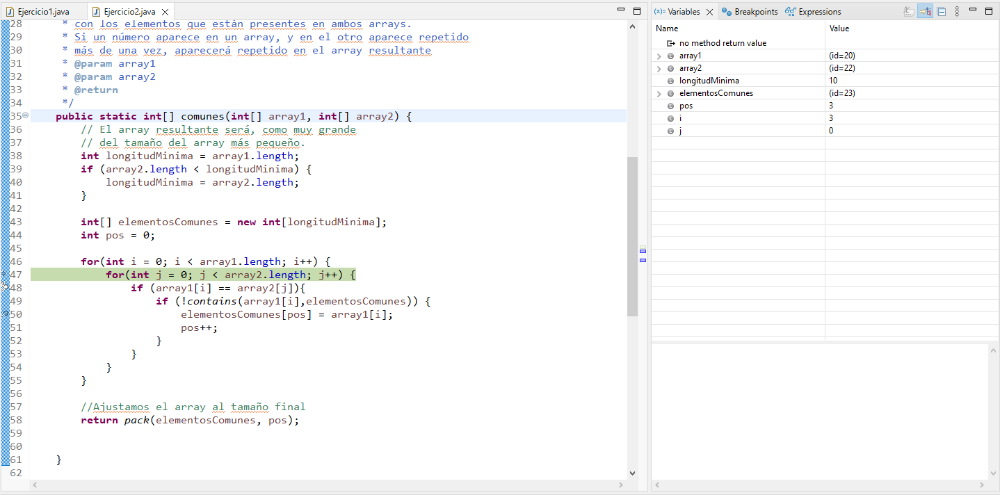 Ejercicio1.java
Ejercicio2.java
28 * con los elementos que están presentes en ambos arrays.
29 * Si un número aparece en un array, y en el otro aparece repetido
30 * más de una vez, aparecerá repetido en el array resultante
31 * @param array1
32 * @param array2
33 * @return
34 */
35 public static int[] comunes(int[] array1, int[] array2) {
36 // El array resultante será, como muy grande
37 // del tamaño del array más pequeño.
38 int longitudMinima = array1.length;
39 if (array2.length < longitudMinima) {
40 longitudMinima = array2.length;
41 }
42
43 int[] elementosComunes = new int[longitudMinima];
44 int pos = 0;
45
46 for(int i = 0; i < array1.length; i++) {
47 for(int j = 0; j < array2.length; j++) {
48 if (array1[i] == array2[j]){
49 if (!contains(array1[i],elementosComunes)) {
50 elementosComunes[pos] = array1[i];
51 pos++;
52 }
53 }
54 }
55 }
56
57 //Ajustamos el array al tamaño final
58 return pack(elementosComunes, pos);
59
60
61 }
62
(x)= Variables
Breakpoints
Expressions
Name Value
no method return value
array1 (id=20)
array2 (id=22)
longitudMinima 10
elementosComunes (id=23)
pos 3
i 3
j 0